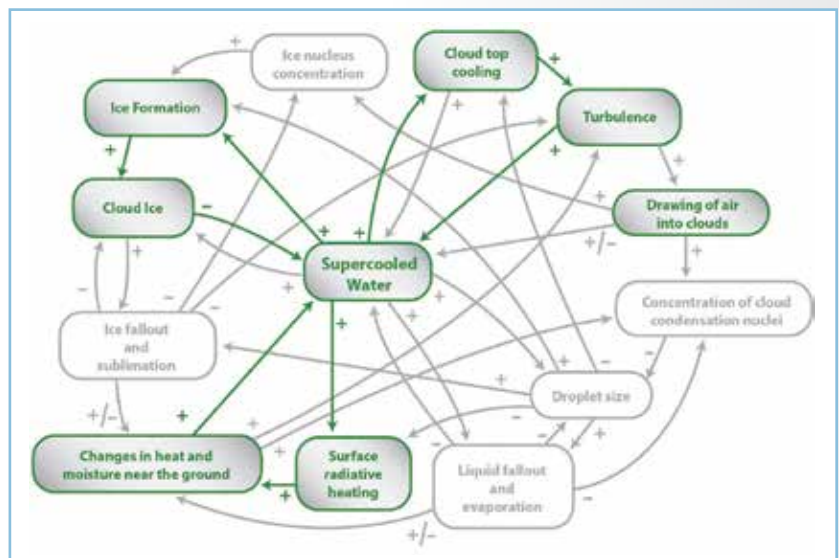 +
Ice nucleus
concentration
Cloud top
cooling
+
Ice Formation
+
Turbulence
+
+
+
Cloud Ice
-
+
+
+
+
Drawing of air
into clouds
+/-
+
-
+
Supercooled
Water
+
-
-
-
+
+
+
Concentration of cloud
condensation nuclei
Ice fallout
and
sublimation
+
-
-
+
Droplet size
+/-
+
+
+
-
-
+
-
-
Changes in heat and
moisture near the ground
+
Surface
radiative
heating
Liquid fallout
and
evaporation
-
+/-